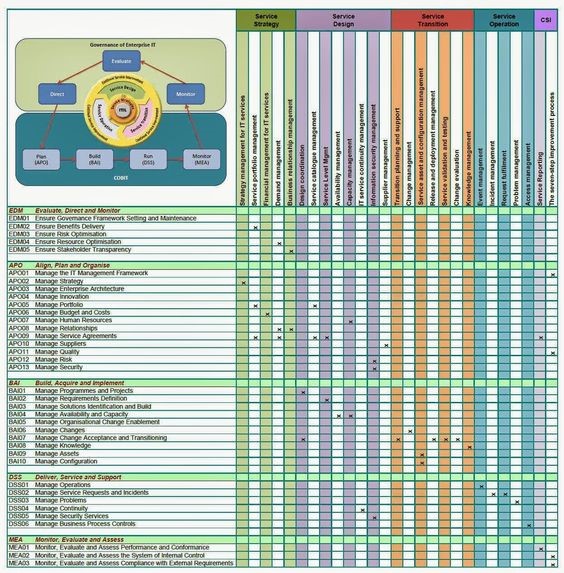 Service Strategy
Service Design
Service Transition
Service Operation
CSI
Governance of Enterprise IT
Evaluate
Direct
Monitor
Service Design
Service Transition
Service Operation
ITIL
Plan (APO)
Build (BAI)
Run (DSS)
Monitor (MEA)
COBIT
Strategy management for IT services
Service portfolio management
Financial management for IT services
Demand management
Business relationship management
Design coordination
Service catalogue management
Service Level Mgmt
Availability management
Capacity management
IT service continuity management
Information security management
Supplier management
Transition planning and support
Change management
Service asset and configuration management
Release and deployment management
Service validation and testing
Change evaluation
Knowledge management
Event management
Incident management
Request fulfilment
Problem management
Access management
Service Reporting
The seven-step improvement process
EDM Evaluate, Direct and Monitor
EDM01 Ensure Governance Framework Setting and Maintenance
EDM02 Ensure Benefits Delivery x
EDM03 Ensure Risk Optimisation
EDM04 Ensure Resource Optimisation x
EDM05 Ensure Stakeholder Transparency x
APO Align, Plan and Organise
APO01 Manage the IT Management Framework x
APO02 Manage Strategy x
APO03 Manage Enterprise Architecture
APO04 Manage Innovation
APO05 Manage Portfolio x x
APO06 Manage Budget and Costs x
APO07 Manage Human Resources x
APO08 Manage Relationships x x
APO09 Manage Service Agreements x x x x x
APO10 Manage Suppliers x
APO11 Manage Quality x
APO12 Manage Risk x
APO13 Manage Security x
BAI Build, Acquire and Implement
BAI01 Manage Programmes and Projects x
BAI02 Manage Requirements Definition x
BAI03 Manage Solutions Identification and Build
BAI04 Manage Availability and Capacity x x
BAI05 Manage Organisational Change Enablement
BAI06 Manage Changes x
BAI07 Manage Change Acceptance and Transitioning x x x x x
BAI08 Manage Knowledge x
BAI09 Manage Assets x
BAI10 Manage Configuration x
DSS Deliver, Service and Support
DSS01 Manage Operations x
DSS02 Manage Service Requests and Incidents x x
DSS03 Manage Problems x
DSS04 Manage Continuity x
DSS05 Manage Security Services x
DSS06 Manage Business Process Controls x
MEA Monitor, Evaluate and Assess
MEA01 Monitor, Evaluate and Assess Performance and Conformance x
MEA02 Monitor, Evaluate and Assess the System of Internal Control x
MEA03 Monitor, Evaluate and Assess Compliance with External Requirements x